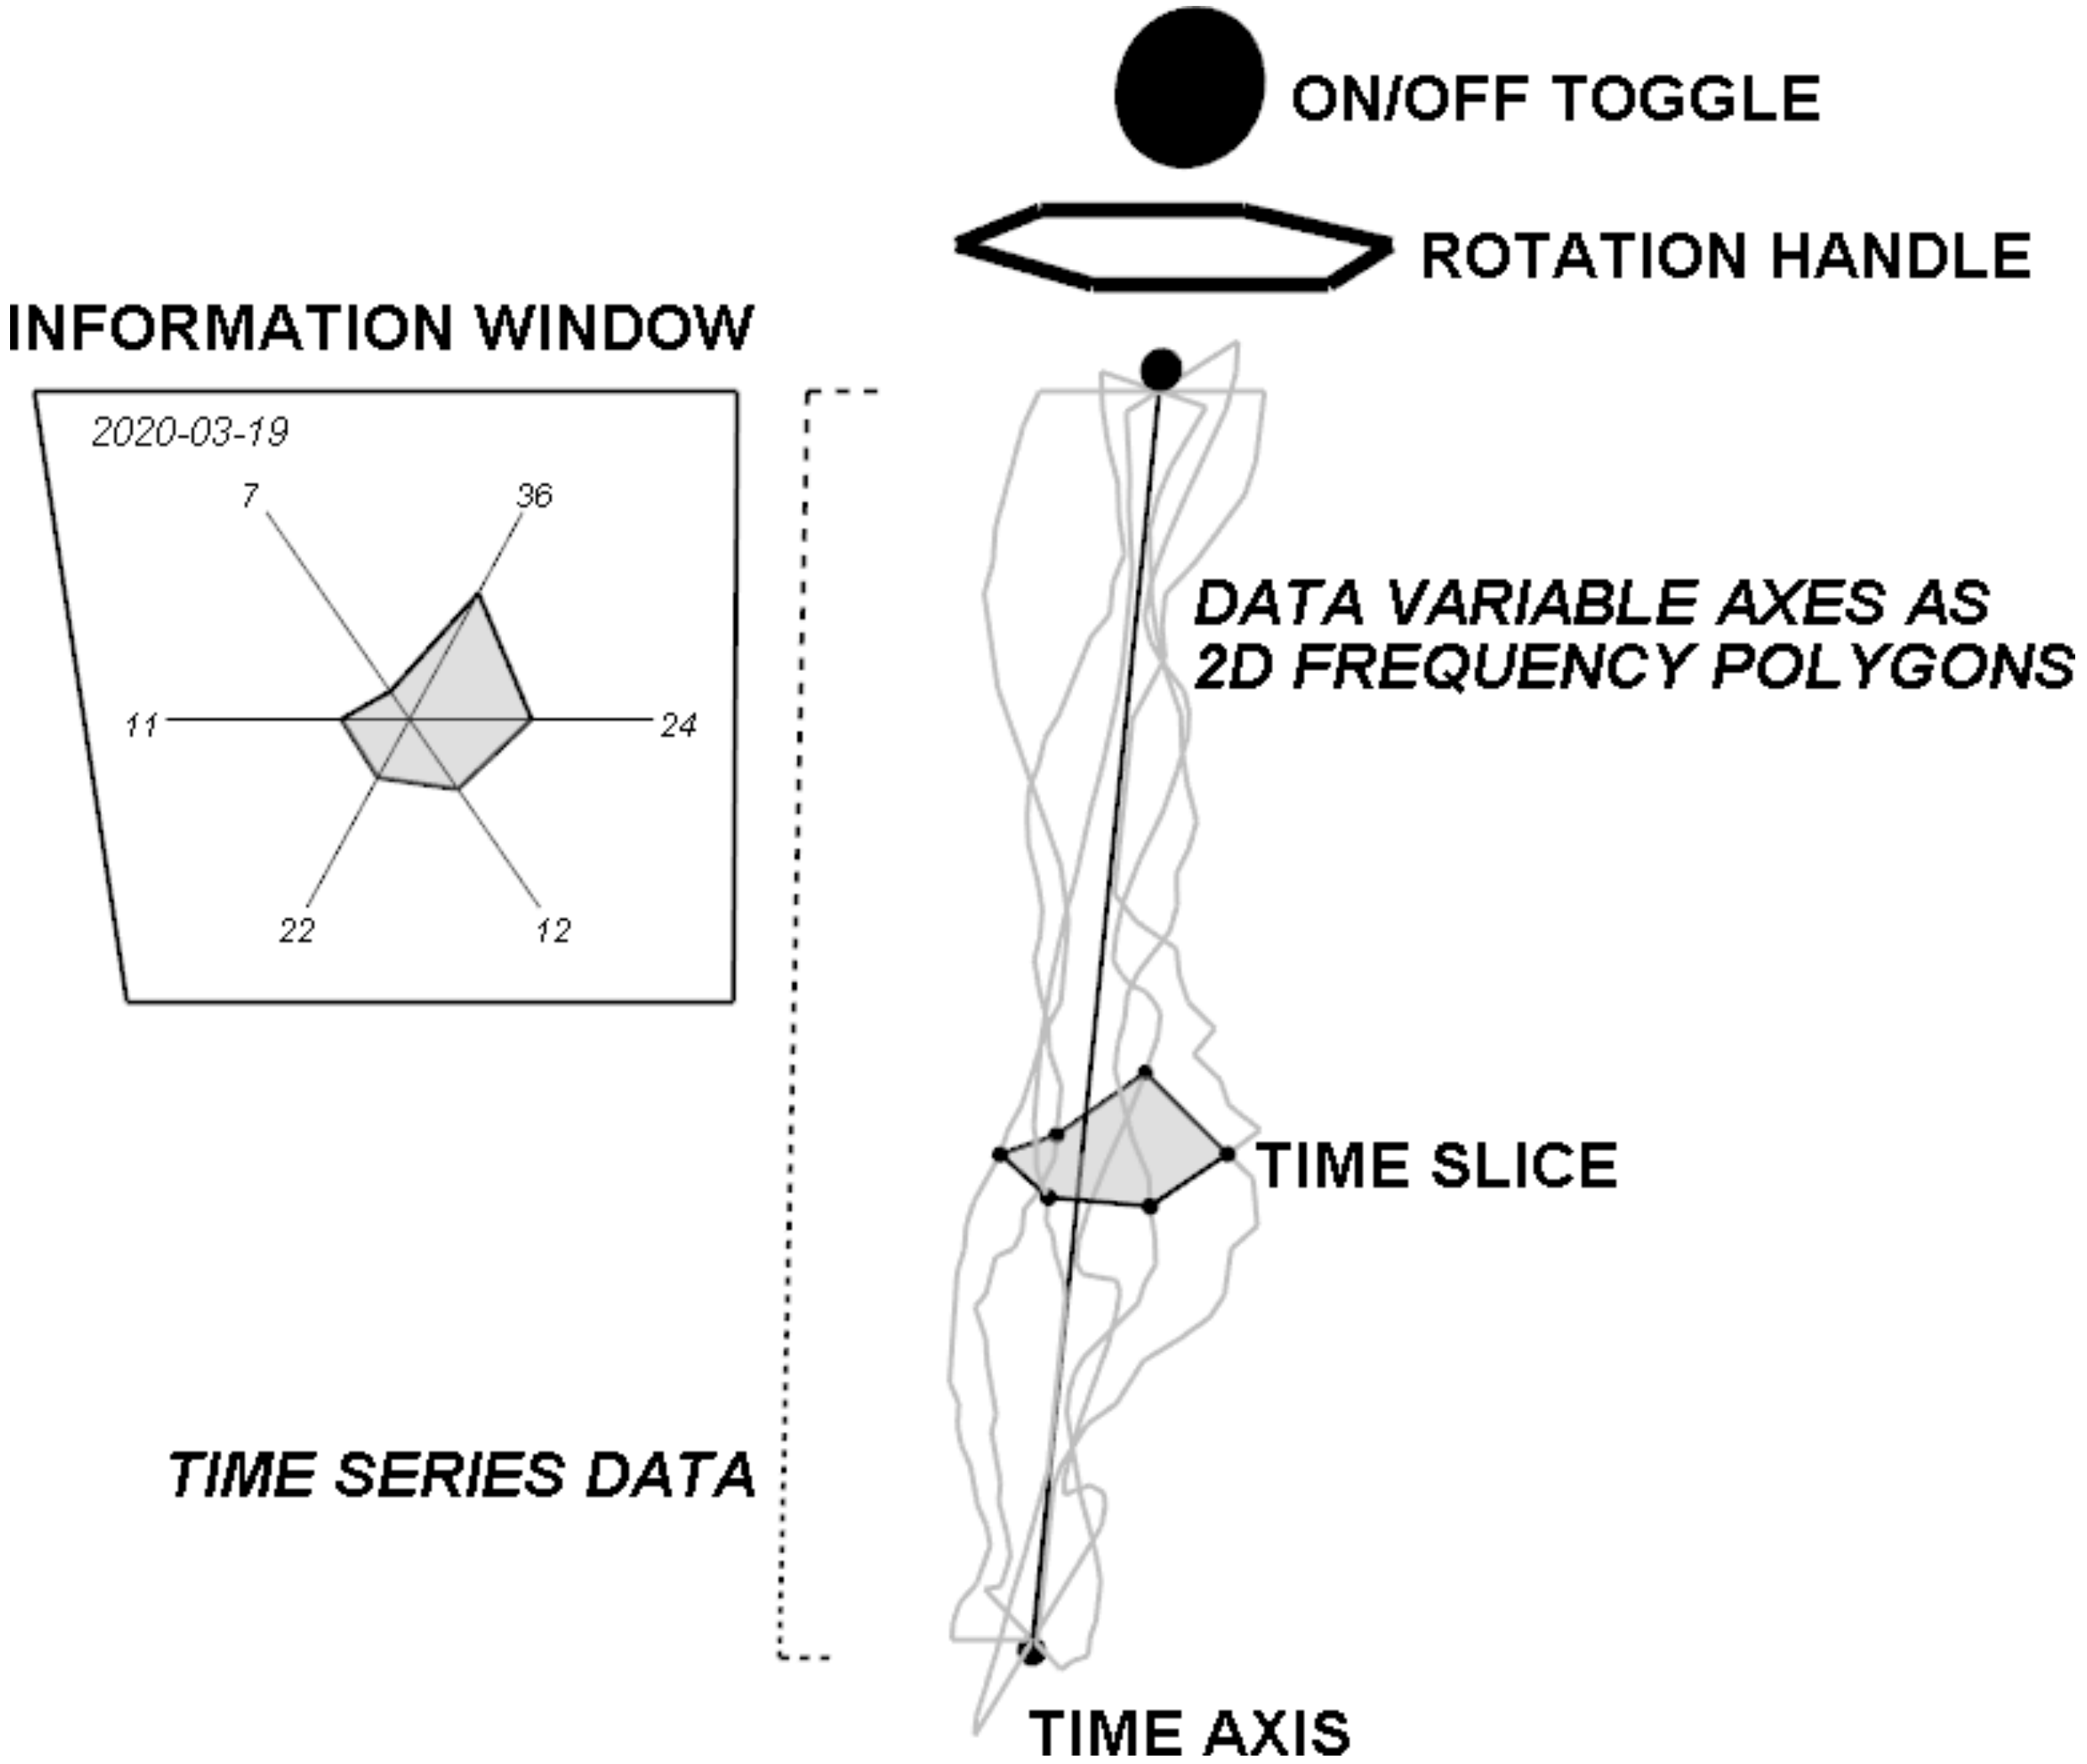 ON/OFF TOGGLE
ROTATION HANDLE
INFORMATION WINDOW
2020-03-19
7
36
11
24
22
12
DATA VARIABLE AXES AS
2D FREQUENCY POLYGONS
TIME SLICE
TIME SERIES DATA
TIME AXIS